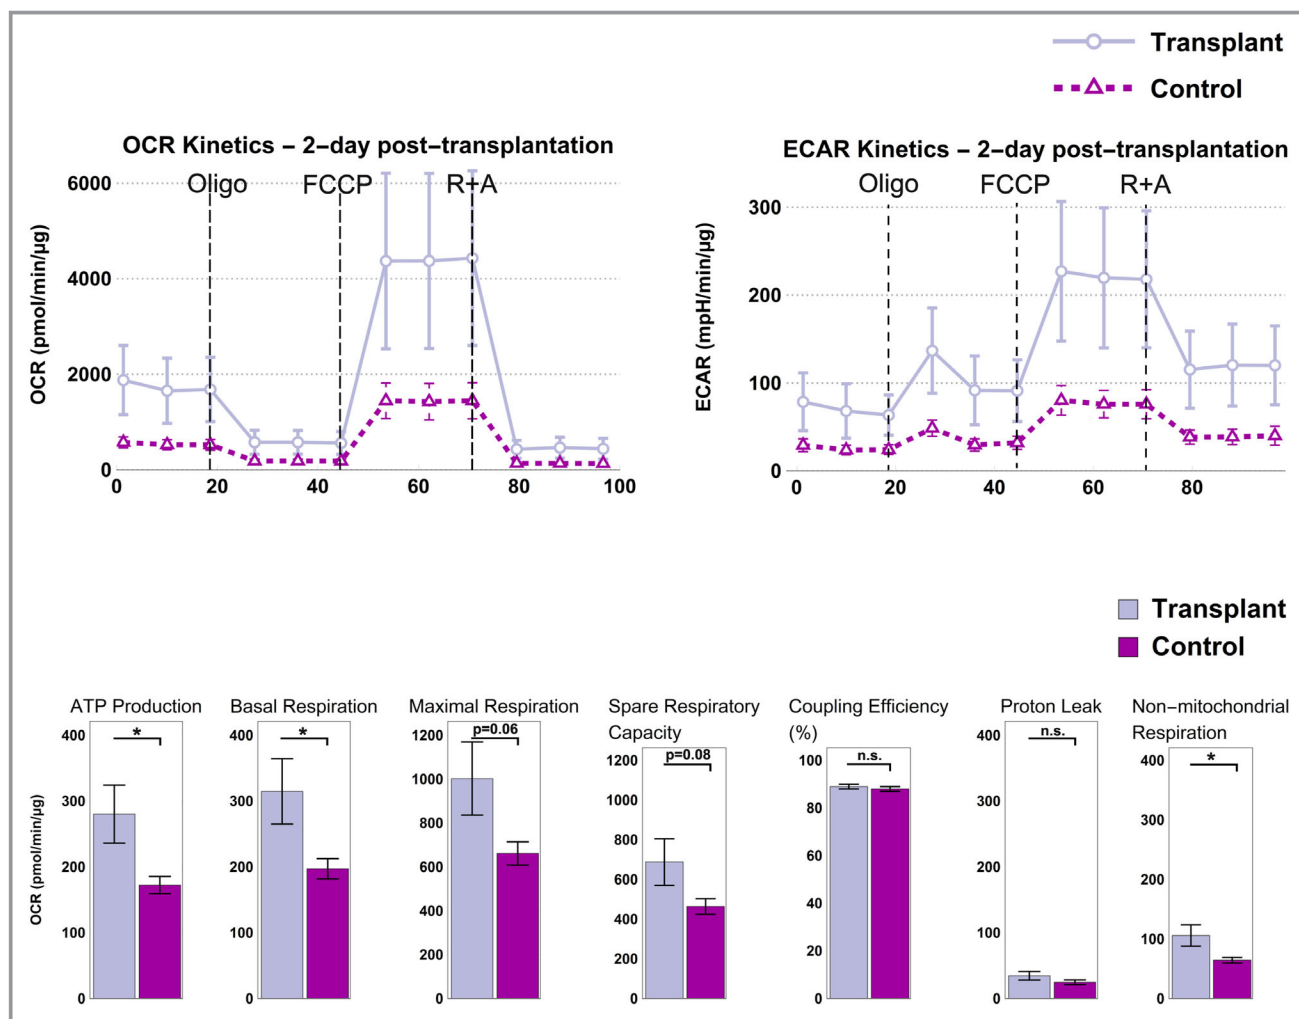 Transplant
Control
OCR Kinetics – 2–day post–transplantation
ECAR Kinetics – 2–day post–transplantation
Oligo FCCP R+A
Oligo FCCP R+A
OCR (pmol/min/µg)
6000
4000
2000
0
0 20 40 60 80 100
ECAR (mpH/min/µg)
300
200
100
0
0 20 40 60 80
Transplant
Control
ATP Production
OCR (pmol/min/µg)
400
300
200
100
0
*
Basal Respiration
400
300
200
100
0
*
Maximal Respiration
1200
1000
800
600
400
200
0
p=0.06
Spare Respiratory
Capacity
1200
1000
800
600
400
200
0
p=0.08
Coupling Efficiency
(%)
100
80
60
40
20
0
n.s.
Proton Leak
400
300
200
100
0
n.s.
Non–mitochondrial
Respiration
400
300
200
100
0
*